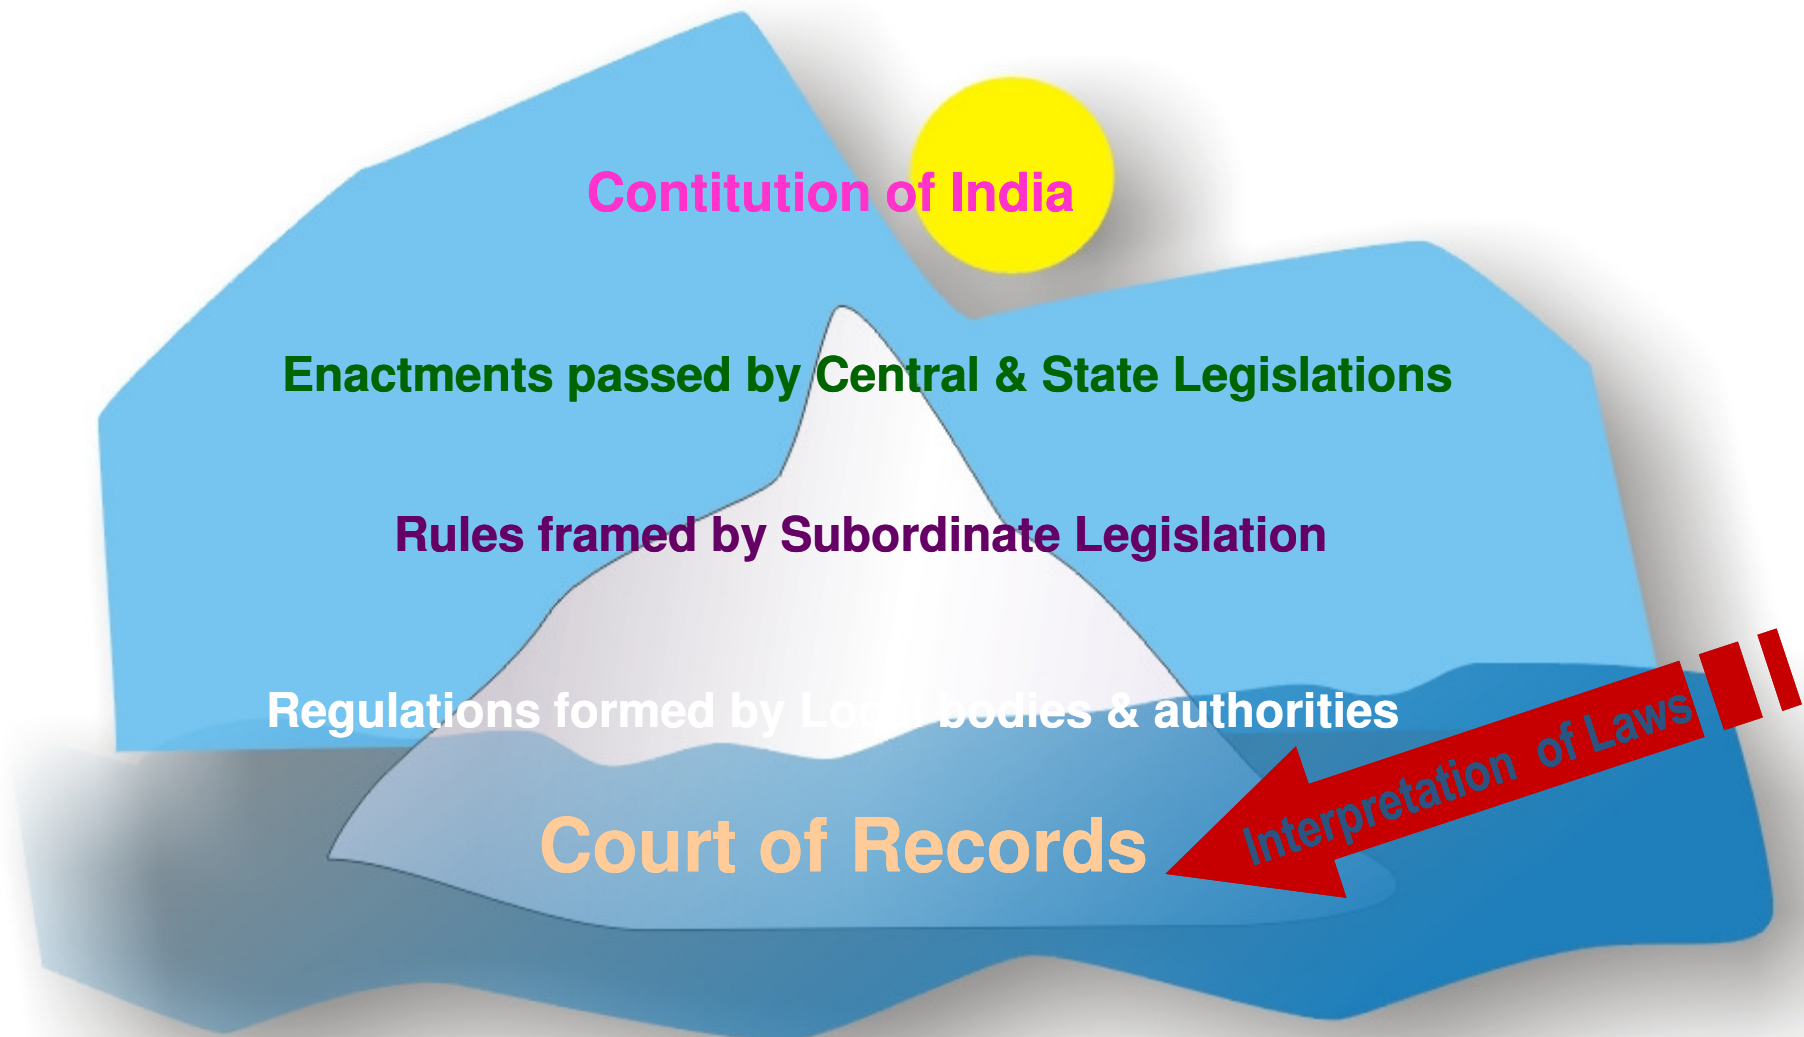 Contitution of India
Enactments passed by Central & State Legislations
Rules framed by Subordinate Legislation
Regulations formed by Local bodies & authorities
Court of Records
Interpretation of Laws